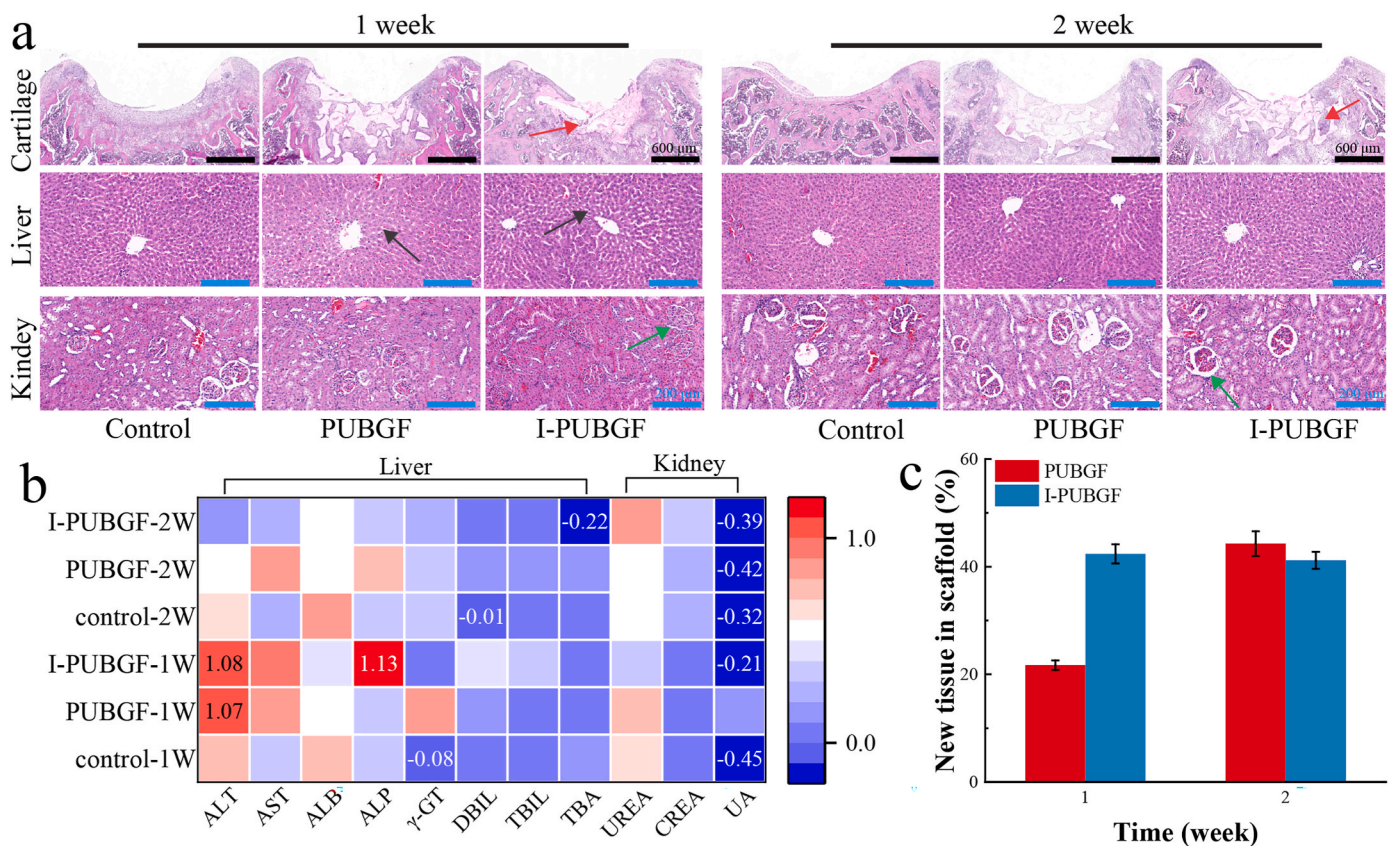 a
1 week
2 week
Cartilage
600 μm
600 μm
Liver
Kindey
200 μm
200 μm
Control
PUBGF
I-PUBGF
Control
PUBGF
I-PUBGF
b
Liver
Kidney
I-PUBGF-2W
-0.22
-0.39
PUBGF-2W
-0.42
control-2W
-0.01
-0.32
I-PUBGF-1W
1.08
1.13
-0.21
PUBGF-1W
1.07
control-1W
-0.08
-0.45
ALT
AST
ALB
ALP
γ-GT
DBIL
TBIL
TBA
UREA
CREA
UA
1.0
0.0
c
New tissue in scaffold (%)
60
40
20
0
PUBGF
I-PUBGF
1
2
Time (week)